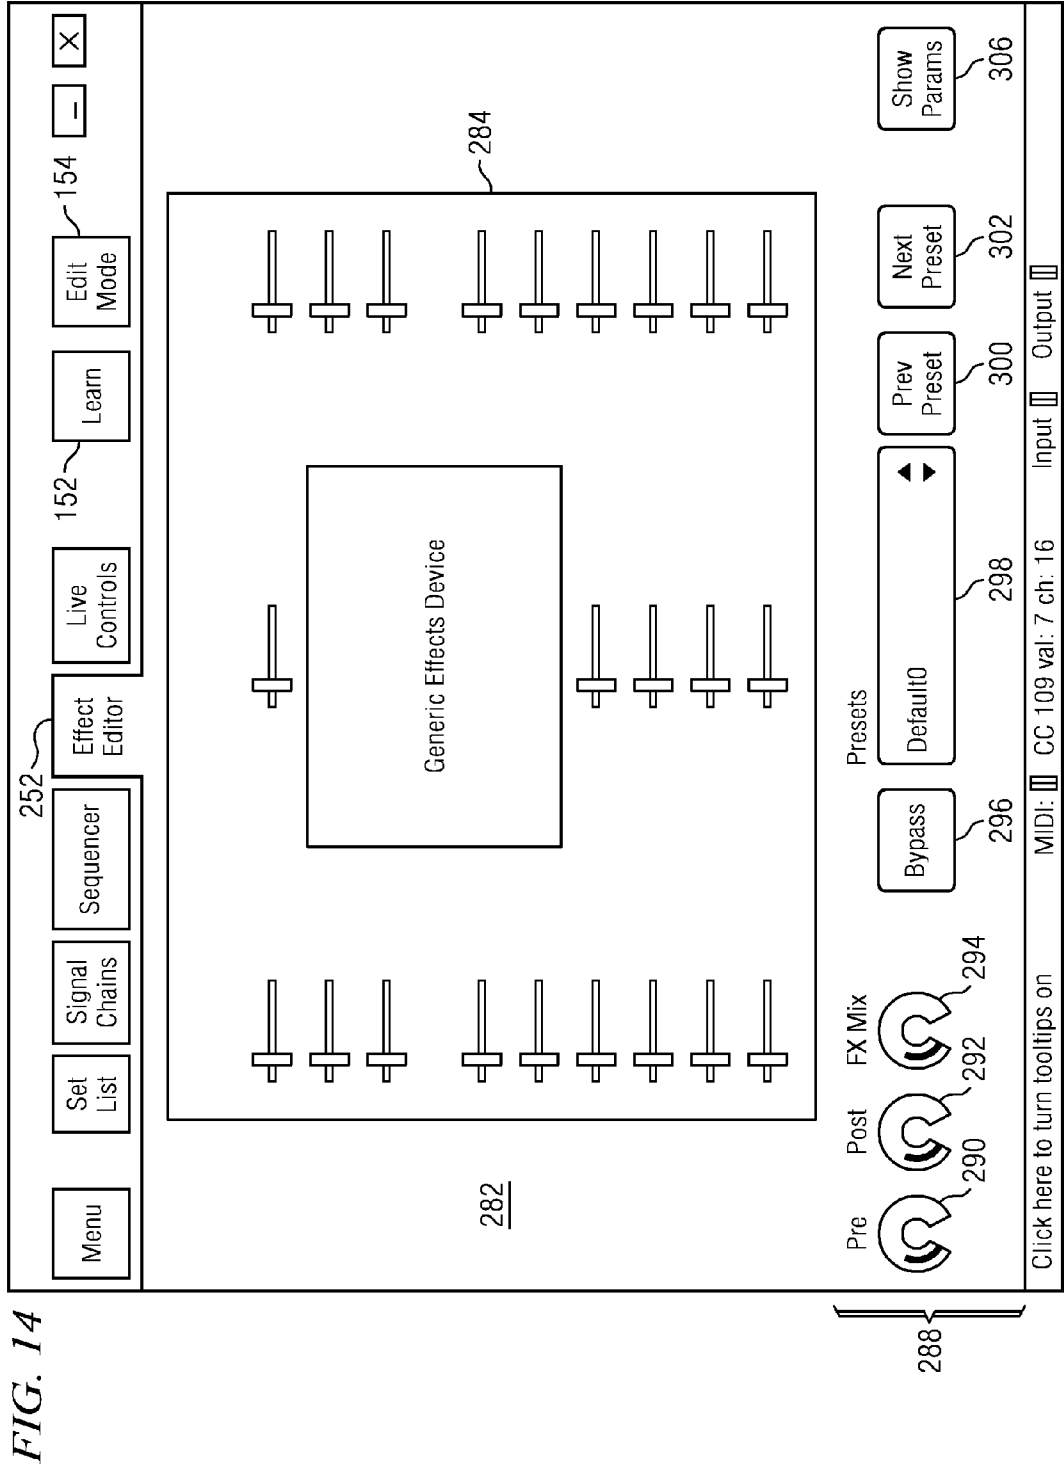 FIG. 14
252
152
154
Menu
Set
List
Signal
Chains
Sequencer
Effect
Editor
Live
Controls
Learn
Edit
Mode
_
X
284
Generic Effects Device
282
288
Pre
Post
FX Mix
290
292
294
Bypass
296
Presets
Default0
298
Prev
Preset
300
Next
Preset
302
Show
Params
306
Click here to turn tooltips on
MIDI:
CC 109 val: 7 ch: 16
Input
Output